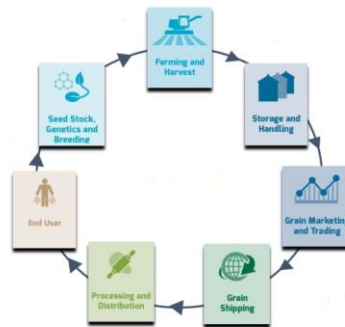 Farming and
Harvest
Storage and
Handling
Grain Marketing
and Trading
Grain
Shipping
Processing and
Distribution
End User
Seed Stock,
Genetics and
Breeding